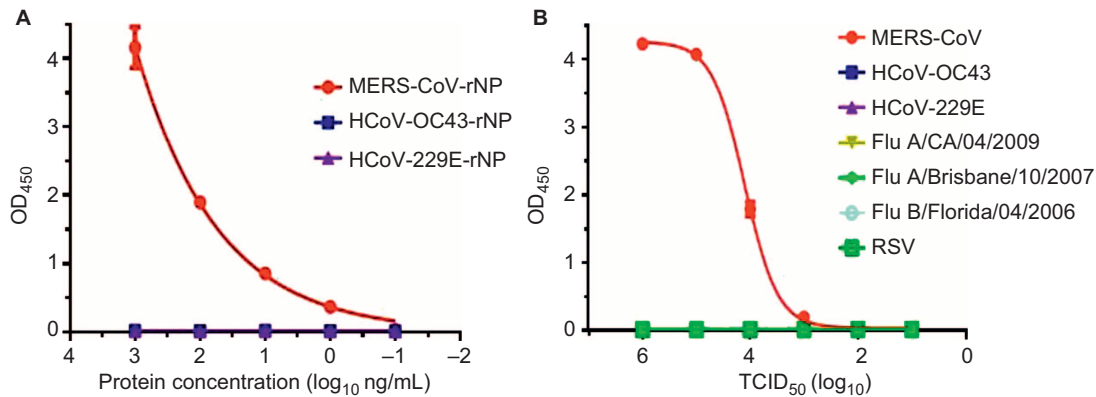 A
OD450
4
3
2
1
0
4 3 2 1 0 –1 –2
Protein concentration (log10 ng/mL)
MERS-CoV-rNP
HCoV-OC43-rNP
HCoV-229E-rNP
B
OD450
4
3
2
1
0
6 4 2 0
TCID50 (log10)
MERS-CoV
HCoV-OC43
HCoV-229E
Flu A/CA/04/2009
Flu A/Brisbane/10/2007
Flu B/Florida/04/2006
RSV